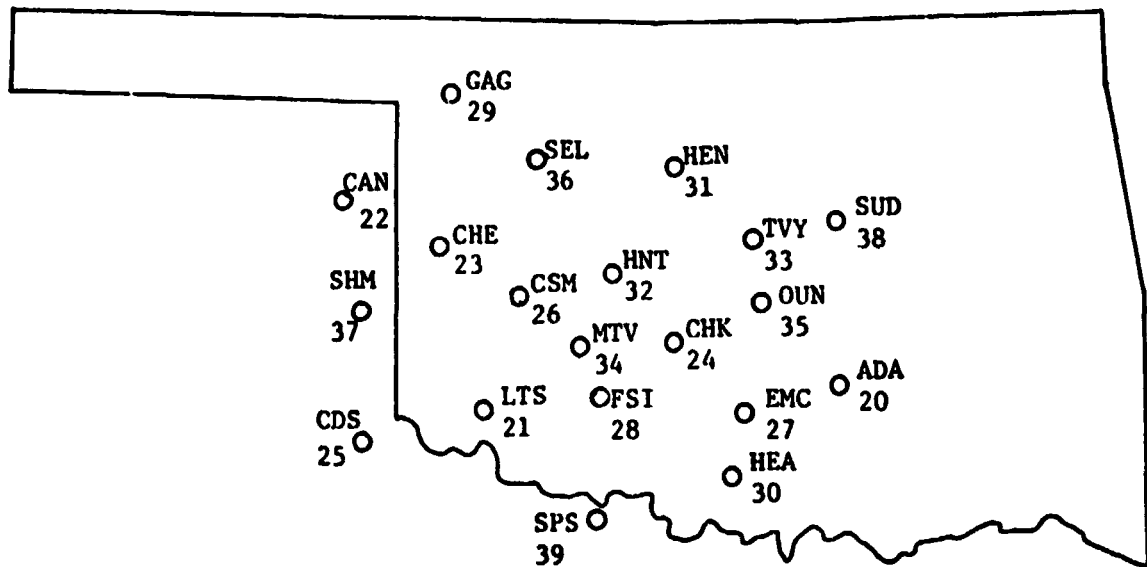 GAG
29
SEL
36
HEN
31
CAN
22
SUD
38
CHE
23
TVY
33
HNT
32
SHM
37
CSM
26
OUN
35
MTV
34
CHK
24
ADA
20
LTS
21
FSI
28
EMC
27
CDS
25
HEA
30
SPS
39